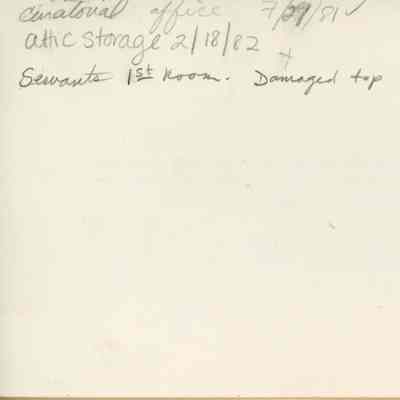 curatorial office 7/29/81 ✓
attic storage 2/18/82
Servants 1st room. Damaged top